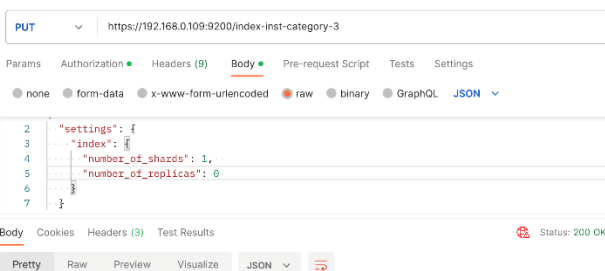 PUT https://192.168.0.109:9200/index-inst-category-3
Params Authorization Headers (9) Body Pre-request Script Tests Settings
none form-data x-www-form-urlencoded raw binary GraphQL JSON
2 "settings": {
3 "index": {
4 "number_of_shards": 1,
5 "number_of_replicas": 0
6 }
7 }
Body Cookies Headers (3) Test Results Status: 200 OK
Pretty Raw Preview Visualize JSON